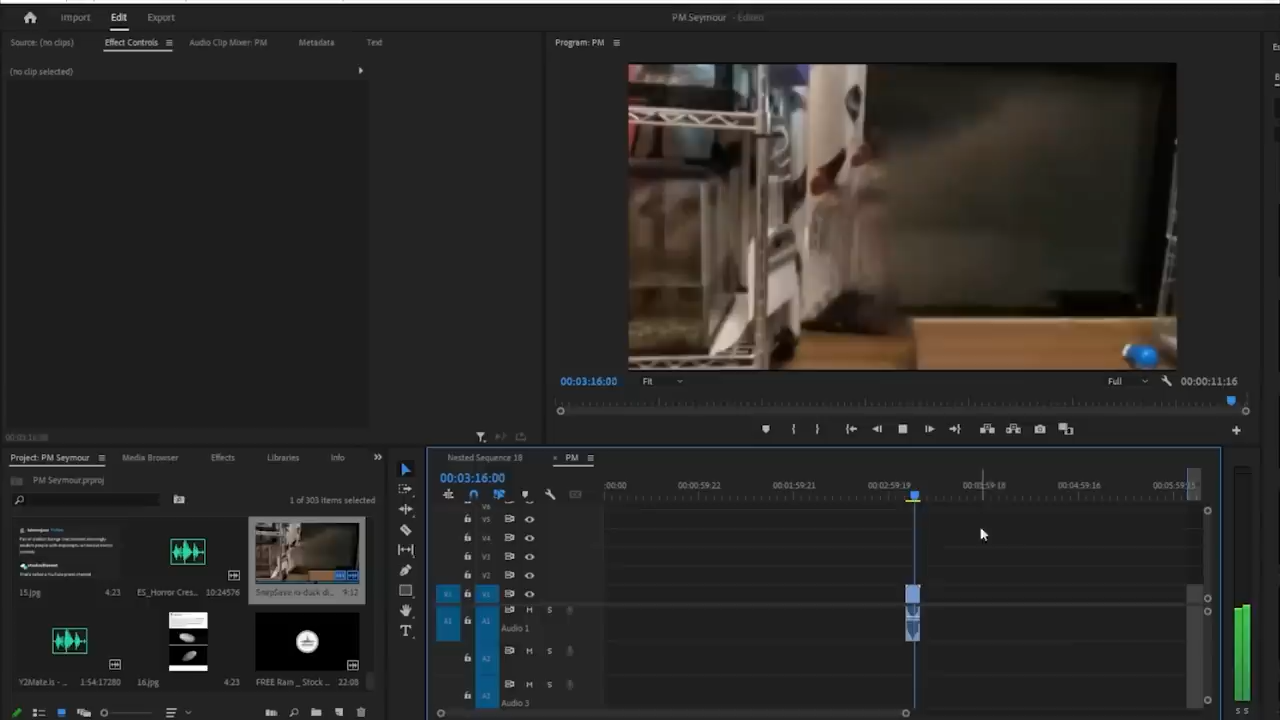 Import Edit Export
PM Seymour - Edited
Source: (no clips) Effect Controls Audio Clip Mixer: PM Metadata Text
(no clip selected)
00;03;16;00
Program: PM
00:03:16:00 Fit Full 00:00:11:16
Project: PM Seymour Media Browser Effects Libraries Info
PM Seymour.prproj
1 of 303 items selected
15.jpg 4:23
ES_Horror Cres... 10:24576
9:12
Y2Mate.is - ... 1:54:17280
16.jpg 4:23
FREE Rain _ Stock ... 22:08
Nested Sequence 18 PM
00:03:16:00
:00:00 00:00:59:22 00:01:59:21 00:02:59:19 00:03:59:18 00:04:59:16 00:05:59:15
V5
V4
V3
V2
V1 V1
A1 A1 M S
Audio 1
A2 M S
A3 M S
Audio 3
S S